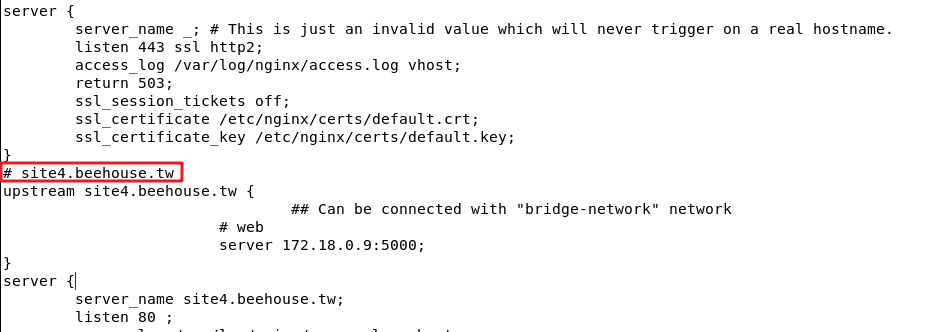 server {
server_name _; # This is just an invalid value which will never trigger on a real hostname.
listen 443 ssl http2;
access_log /var/log/nginx/access.log vhost;
return 503;
ssl_session_tickets off;
ssl_certificate /etc/nginx/certs/default.crt;
ssl_certificate_key /etc/nginx/certs/default.key;
}
# site4.beehouse.tw
upstream site4.beehouse.tw {
## Can be connected with "bridge-network" network
# web
server 172.18.0.9:5000;
}
server {
server_name site4.beehouse.tw;
listen 80 ;